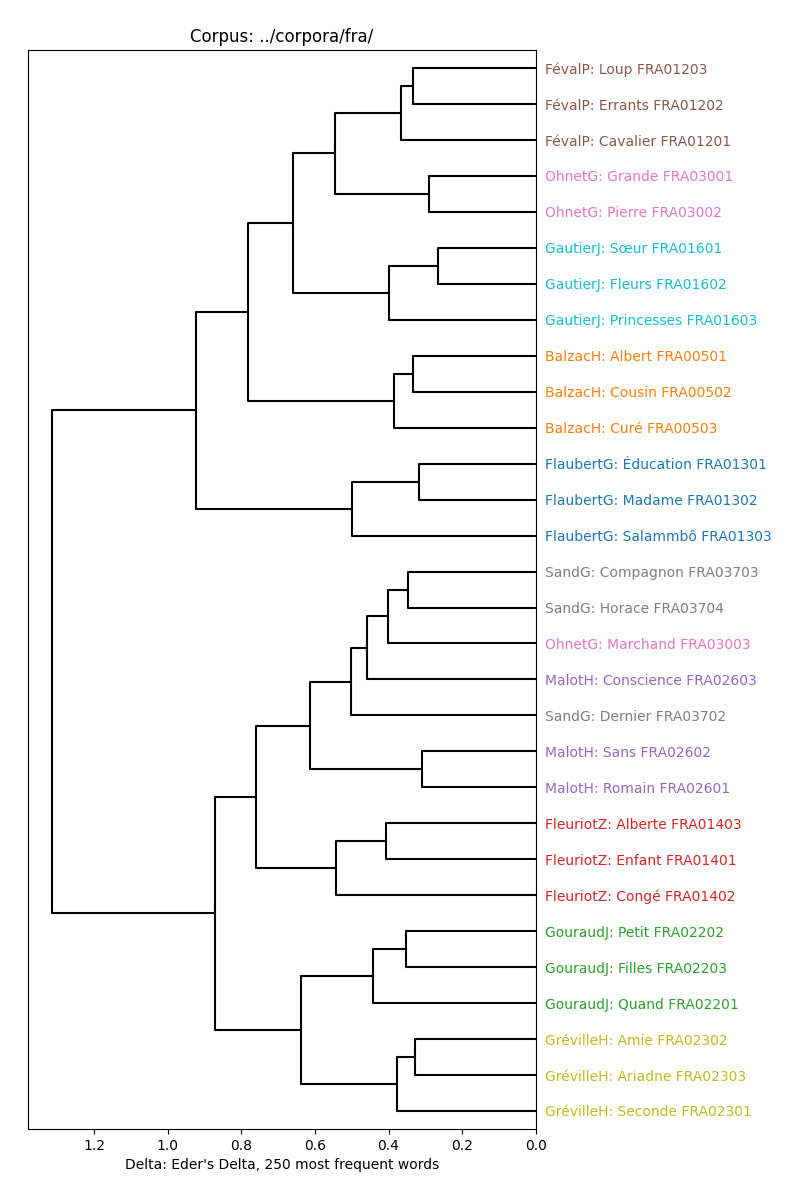 Corpus: ../corpora/fra/
FévalP: Loup FRA01203
FévalP: Errants FRA01202
FévalP: Cavalier FRA01201
OhnetG: Grande FRA03001
OhnetG: Pierre FRA03002
GautierJ: Sœur FRA01601
GautierJ: Fleurs FRA01602
GautierJ: Princesses FRA01603
BalzacH: Albert FRA00501
BalzacH: Cousin FRA00502
BalzacH: Curé FRA00503
FlaubertG: Éducation FRA01301
FlaubertG: Madame FRA01302
FlaubertG: Salammbô FRA01303
SandG: Compagnon FRA03703
SandG: Horace FRA03704
OhnetG: Marchand FRA03003
MalotH: Conscience FRA02603
SandG: Dernier FRA03702
MalotH: Sans FRA02602
MalotH: Romain FRA02601
FleuriotZ: Alberte FRA01403
FleuriotZ: Enfant FRA01401
FleuriotZ: Congé FRA01402
GouraudJ: Petit FRA02202
GouraudJ: Filles FRA02203
GouraudJ: Quand FRA02201
GrévilleH: Amie FRA02302
GrévilleH: Ariadne FRA02303
GrévilleH: Seconde FRA02301
1.2 1.0 0.8 0.6 0.4 0.2 0.0
Delta: Eder's Delta, 250 most frequent words